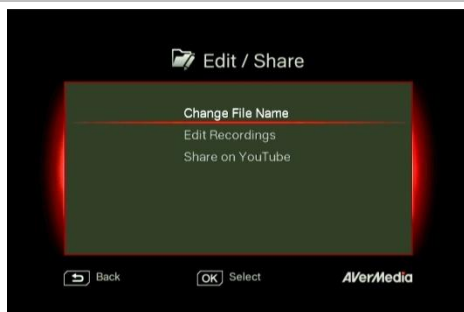 Edit / Share
Change File Name
Edit Recordings
Share on YouTube
Back OK Select AVerMedia